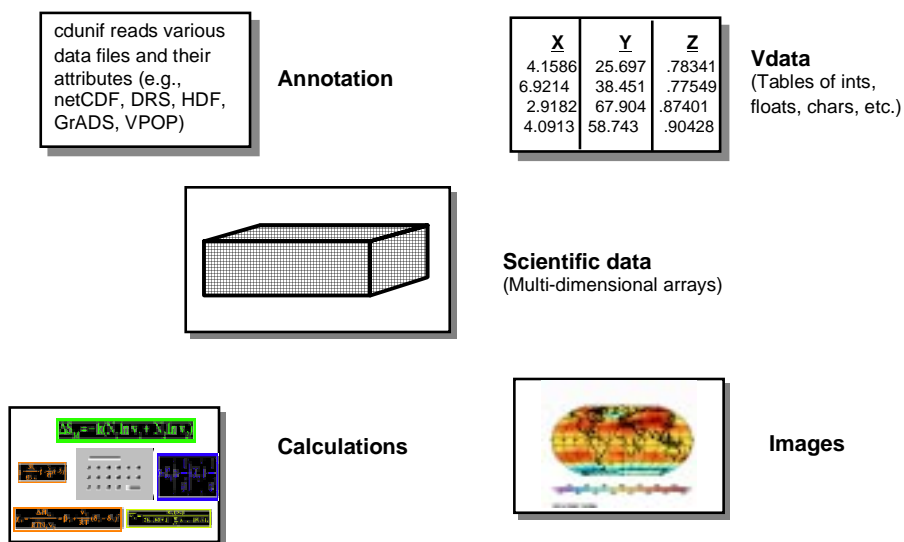 cdunif reads various
data files and their
attributes (e.g.,
netCDF, DRS, HDF,
GrADS, VPOP)
Annotation
X Y Z
4.1586 25.697 .78341
6.9214 38.451 .77549
2.9182 67.904 .87401
4.0913 58.743 .90428
Vdata
(Tables of ints,
floats, chars, etc.)
Scientific data
(Multi-dimensional arrays)
Calculations
Images